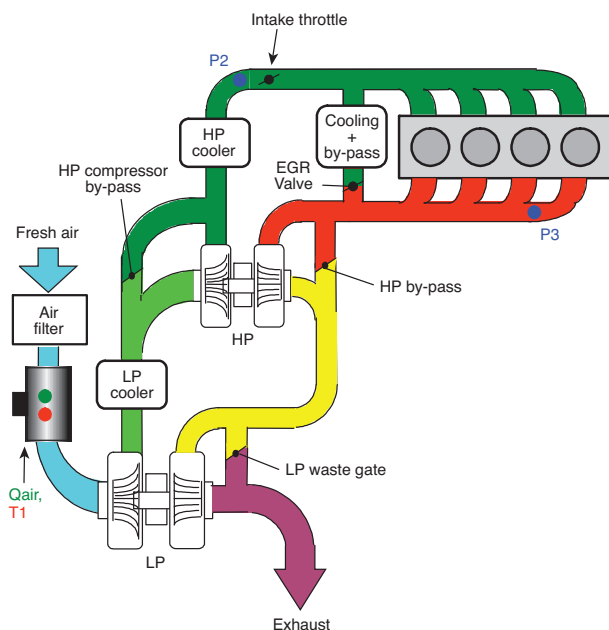 Intake throttle
P2
HP
cooler
Cooling
+
by-pass
HP compressor
by-pass
EGR
Valve
Fresh air
P3
Air
filter
HP by-pass
HP
LP
cooler
LP waste gate
Qair,
T1
LP
Exhaust